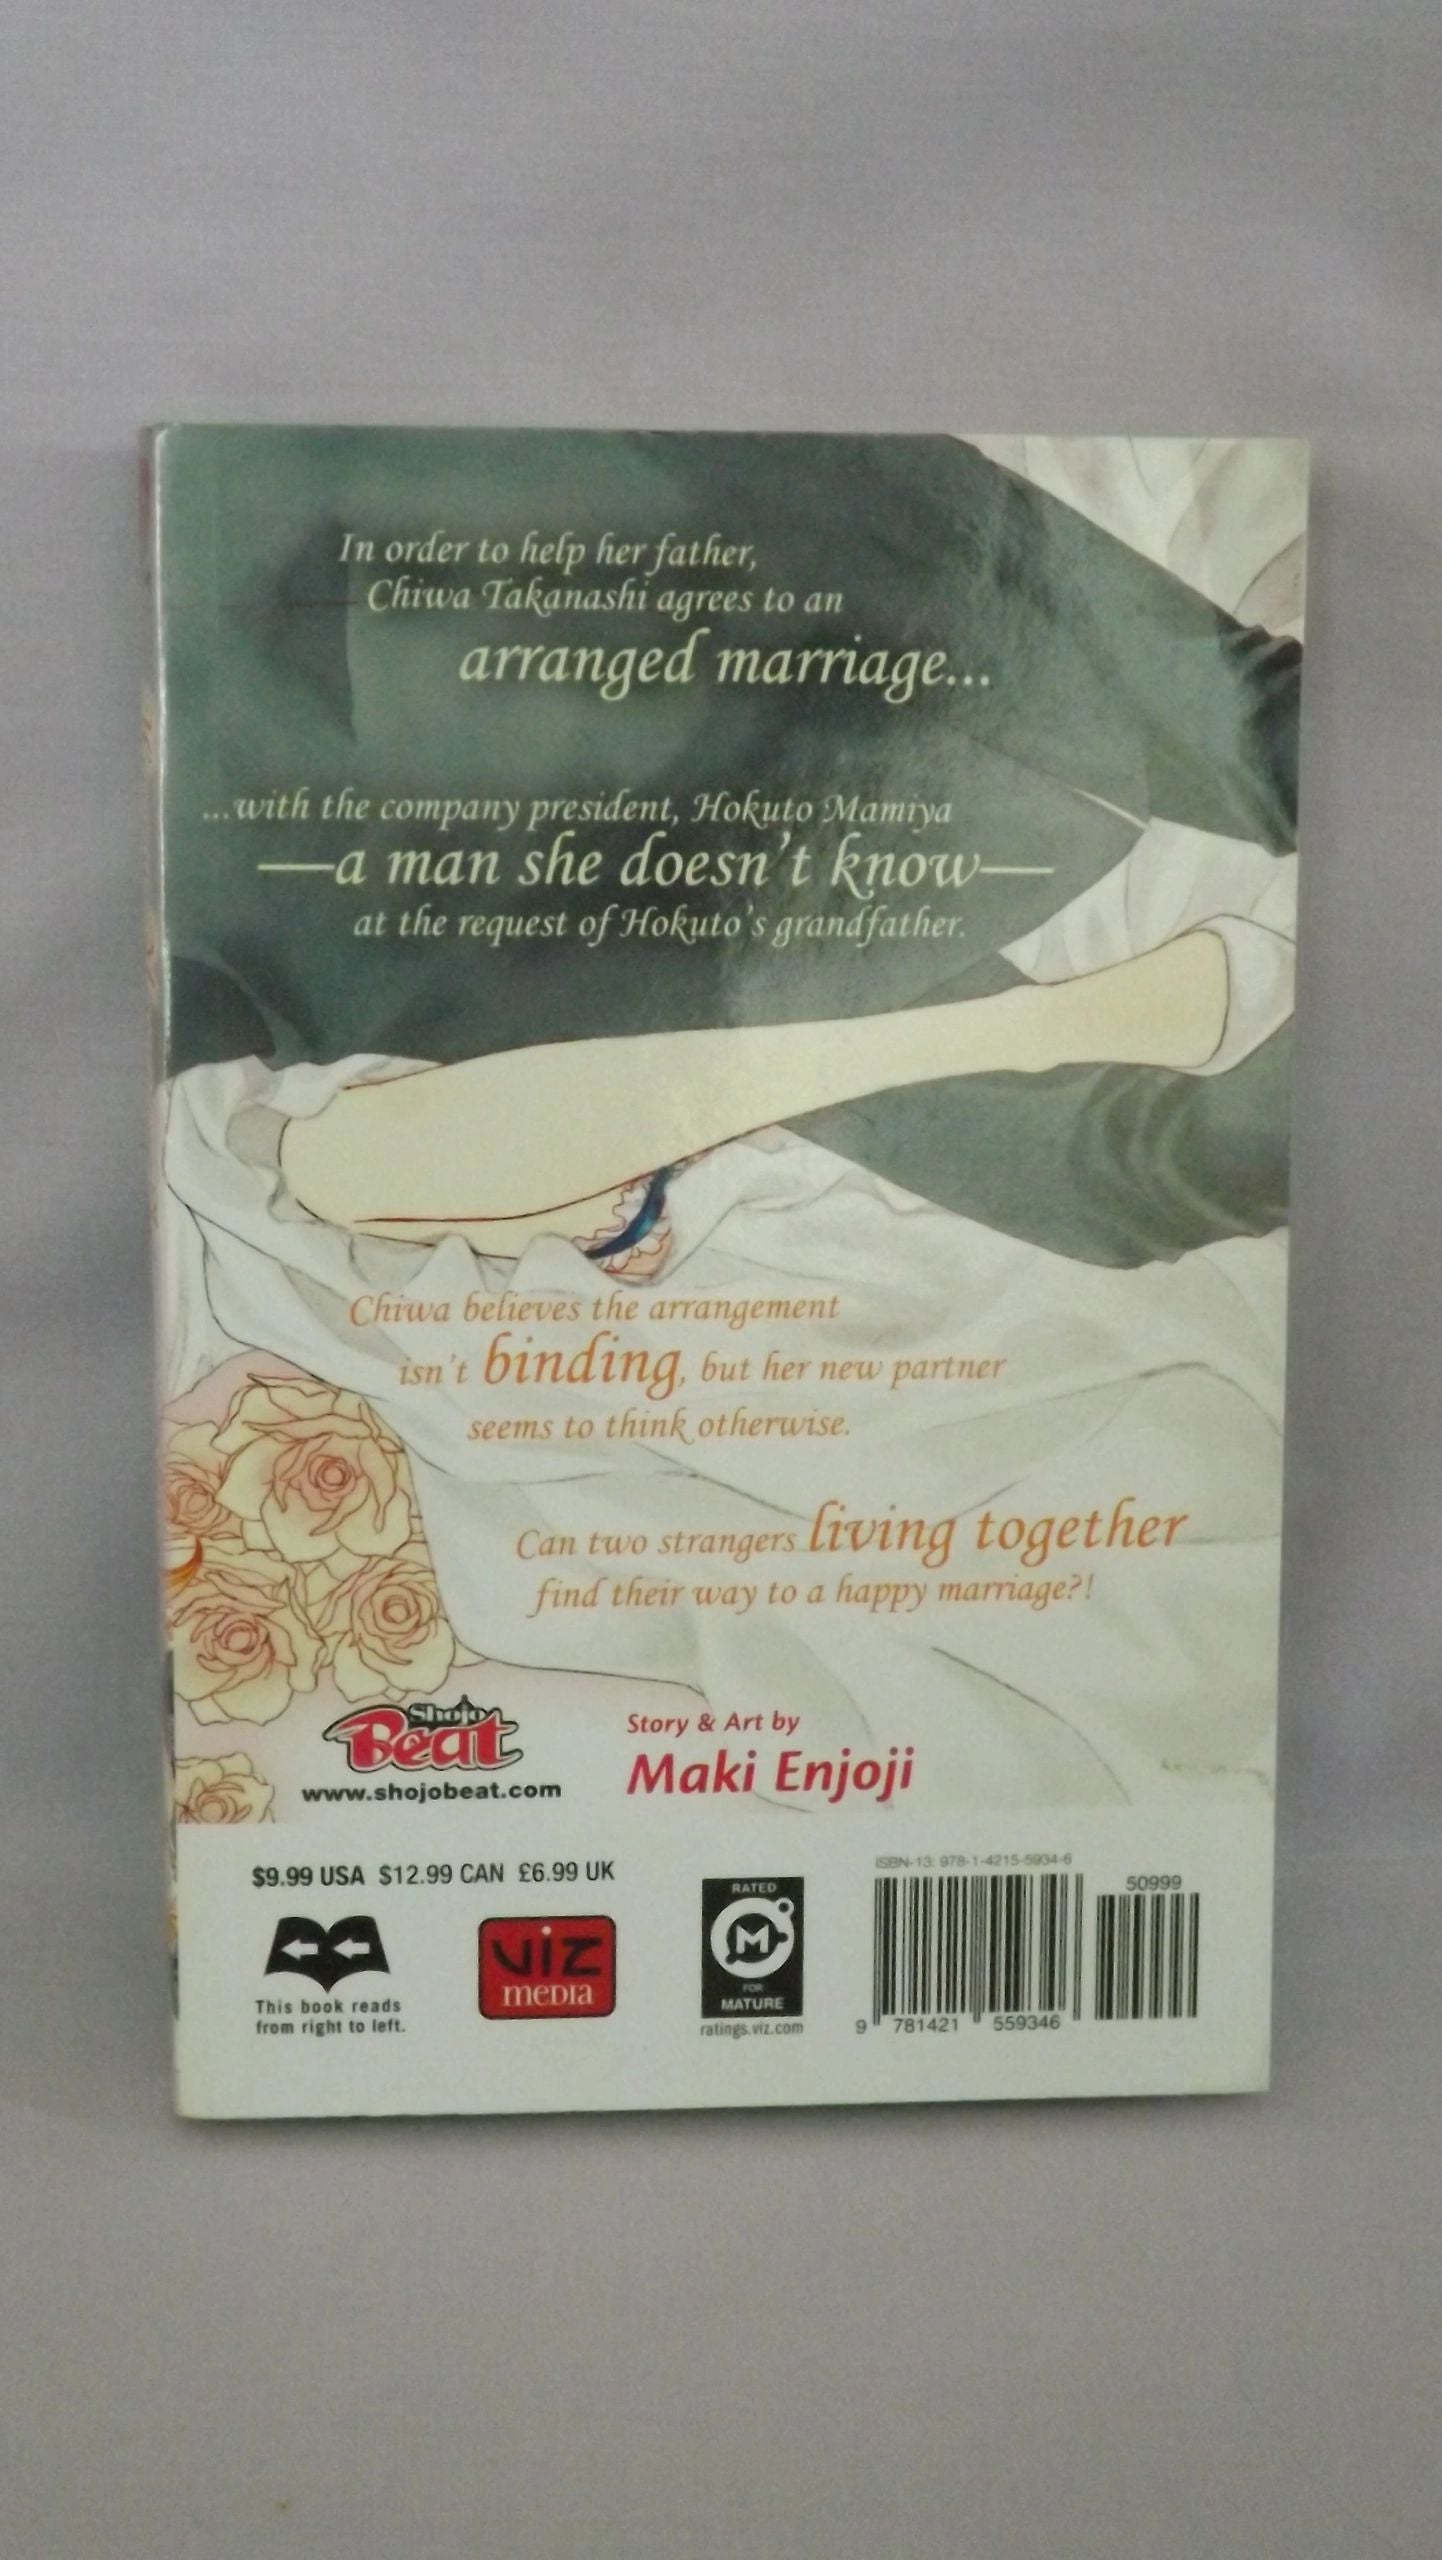 In order to help her father,
Chiwa Takanashi agrees to an
arranged marriage...
...with the company president, Hokuto Mamiya
—a man she doesn't know—
at the request of Hokuto's grandfather.
Chiwa believes the arrangement
isn't binding, but her new partner
seems to think otherwise.
Can two strangers living together
find their way to a happy marriage?!
Shojo
Beat
www.shojobeat.com
Story & Art by
Maki Enjoji
$9.99 USA $12.99 CAN £6.99 UK
This book reads
from right to left.
VIZ
media
RATED
M
FOR
MATURE
ratings.viz.com
ISBN-13: 978-1-4215-5934-6
50999
9 781421 559346